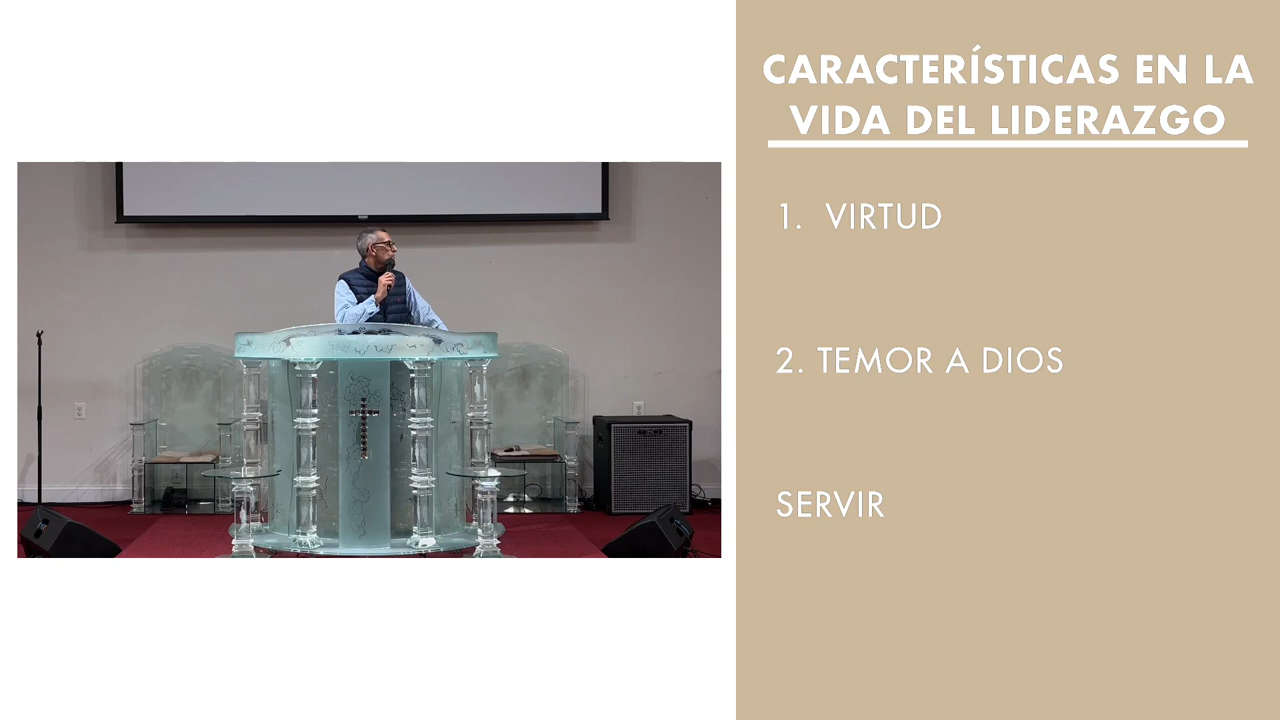 CARACTERÍSTICAS EN LA
VIDA DEL LIDERAZGO
1. VIRTUD
2. TEMOR A DIOS
SERVIR